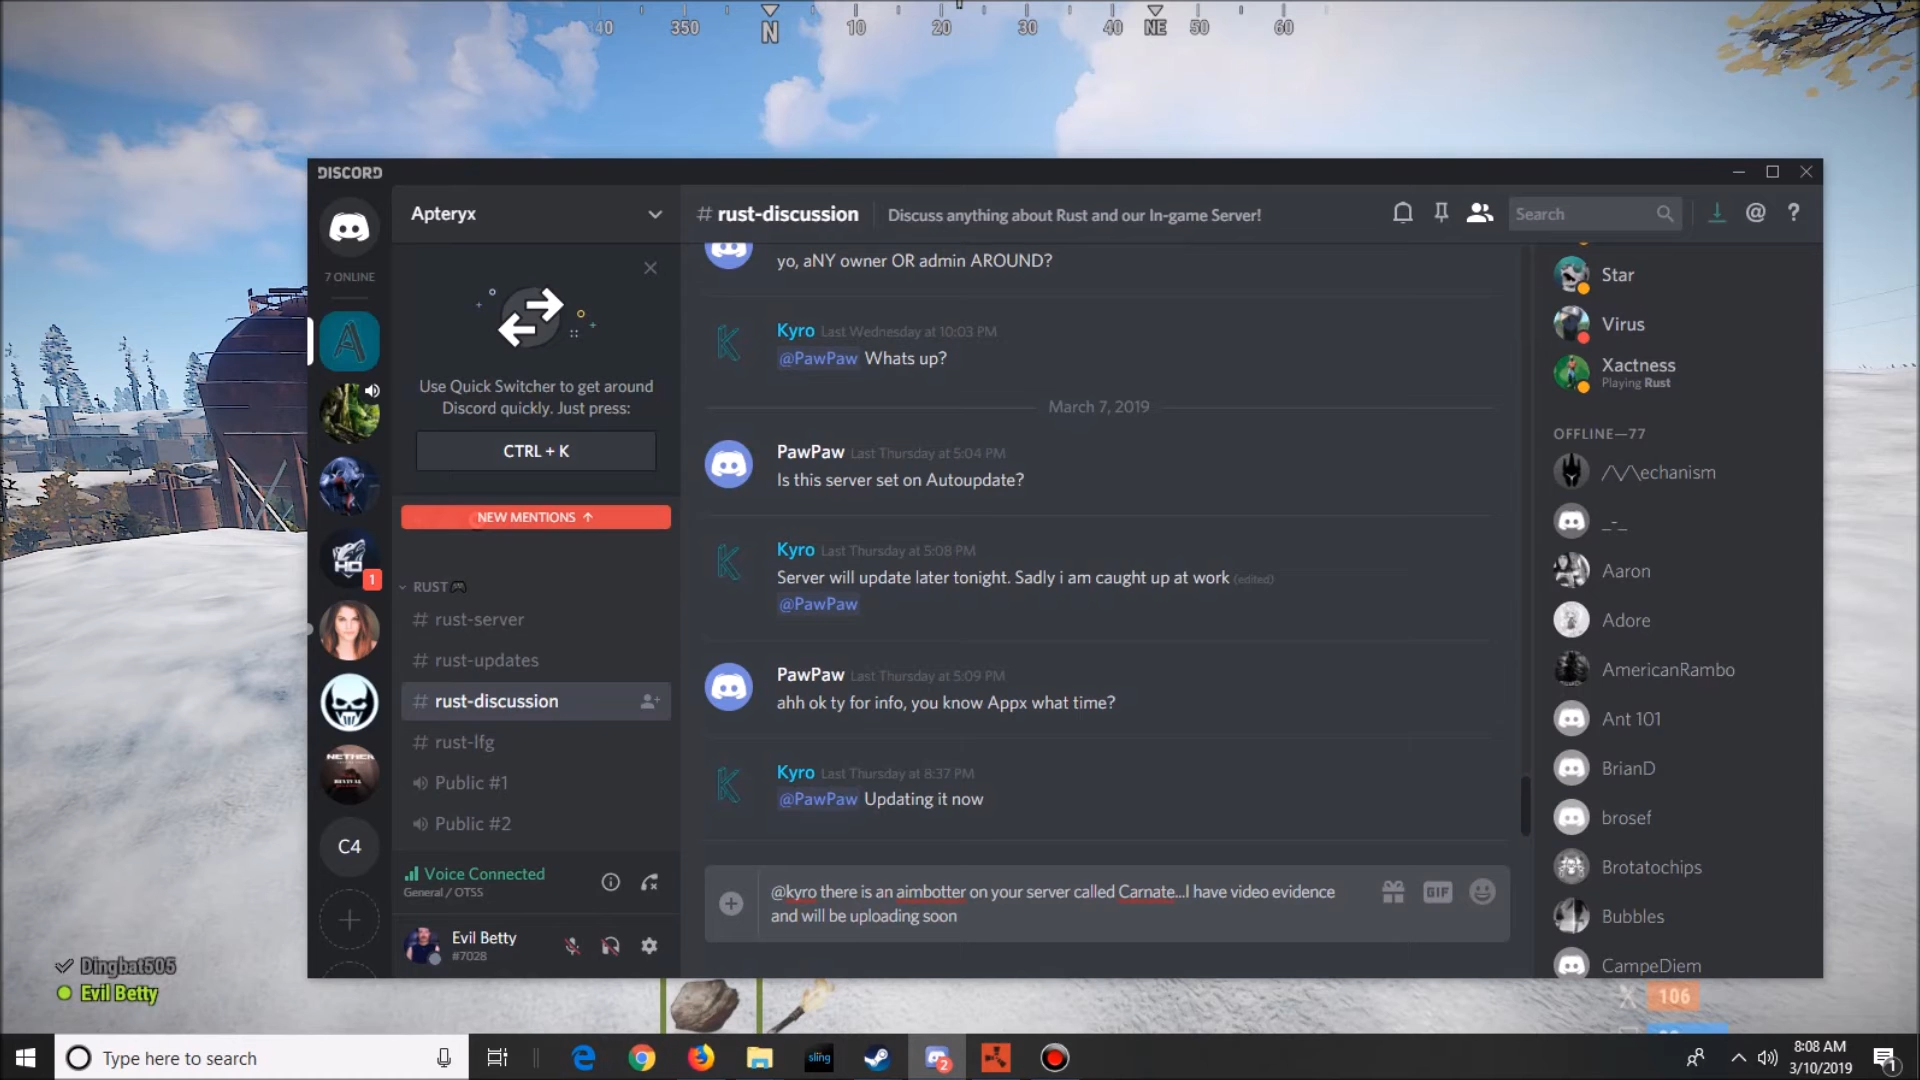 40 350 N 10 20 30 40 NE 50 60
DISCORD
Apteryx
# rust-discussion
Discuss anything about Rust and our In-game Server!
Search
7 ONLINE
Use Quick Switcher to get around
Discord quickly. Just press:
CTRL + K
NEW MENTIONS ↑
RUST🎮
# rust-server
# rust-updates
# rust-discussion
# rust-lfg
Public #1
Public #2
1
HD
NETHER
REVIVAL
C4
Voice Connected
General / OTSS
Evil Betty
#7028
yo, aNY owner OR admin AROUND?
Kyro Last Wednesday at 10:03 PM
@PawPaw Whats up?
March 7, 2019
PawPaw Last Thursday at 5:04 PM
Is this server set on Autoupdate?
Kyro Last Thursday at 5:08 PM
Server will update later tonight. Sadly i am caught up at work (edited)
@PawPaw
PawPaw Last Thursday at 5:09 PM
ahh ok ty for info, you know Appx what time?
Kyro Last Thursday at 8:37 PM
@PawPaw Updating it now
@kyro there is an aimbotter on your server called Carnate...I have video evidence
and will be uploading soon
GIF
Star
Virus
Xactness
Playing Rust
OFFLINE—77
/\/\echanism
_-_
Aaron
Adore
AmericanRambo
Ant 101
BrianD
brosef
Brotatochips
Bubbles
CampeDiem
Dingbat505
Evil Betty
106
Type here to search
sling
2
8:08 AM
3/10/2019
1